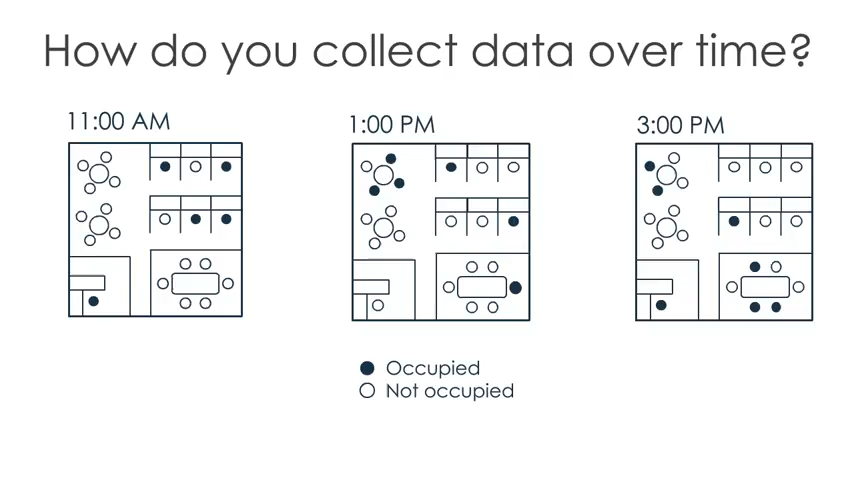 How do you collect data over time?
11:00 AM
1:00 PM
3:00 PM
Occupied
Not occupied